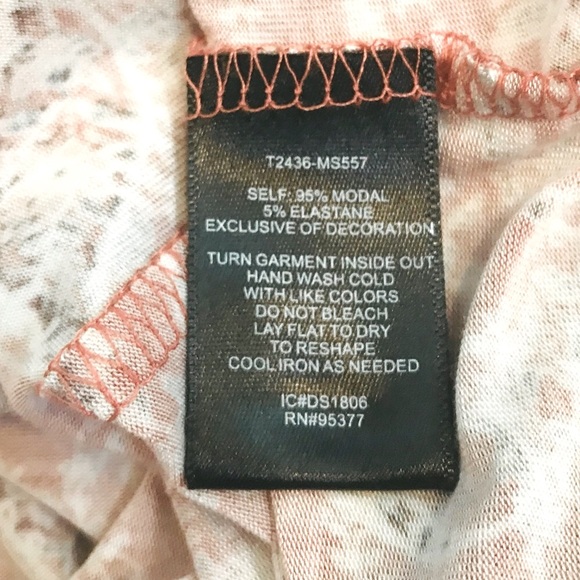 T2436-MS557
SELF: 95% MODAL
5% ELASTANE
EXCLUSIVE OF DECORATION
TURN GARMENT INSIDE OUT
HAND WASH COLD
WITH LIKE COLORS
DO NOT BLEACH
LAY FLAT TO DRY
TO RESHAPE
COOL IRON AS NEEDED
IC#DS1806
RN#95377